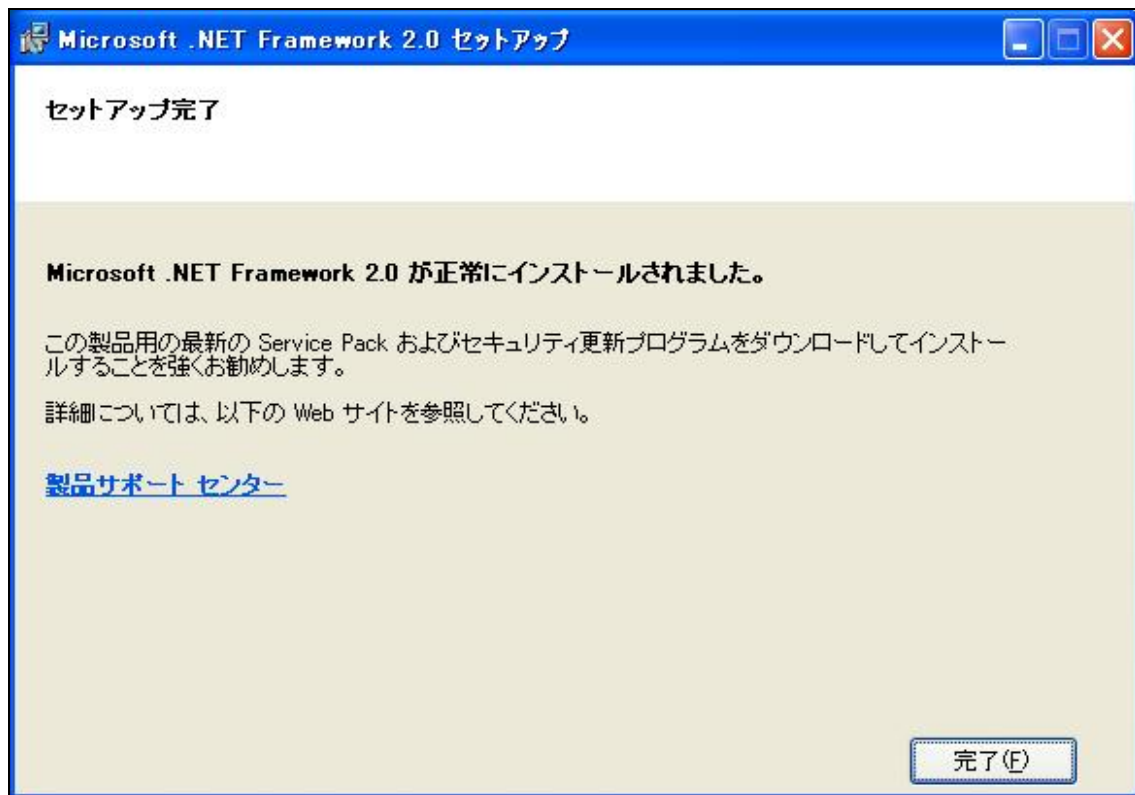 Microsoft .NET Framework 2.0 セットアップ
セットアップ完了
Microsoft .NET Framework 2.0 が正常にインストールされました。
この製品用の最新の Service Pack およびセキュリティ更新プログラムをダウンロードしてインストー
ルすることを強くお勧めします。
詳細については、以下の Web サイトを参照してください。
製品サポート センター
完了(F)